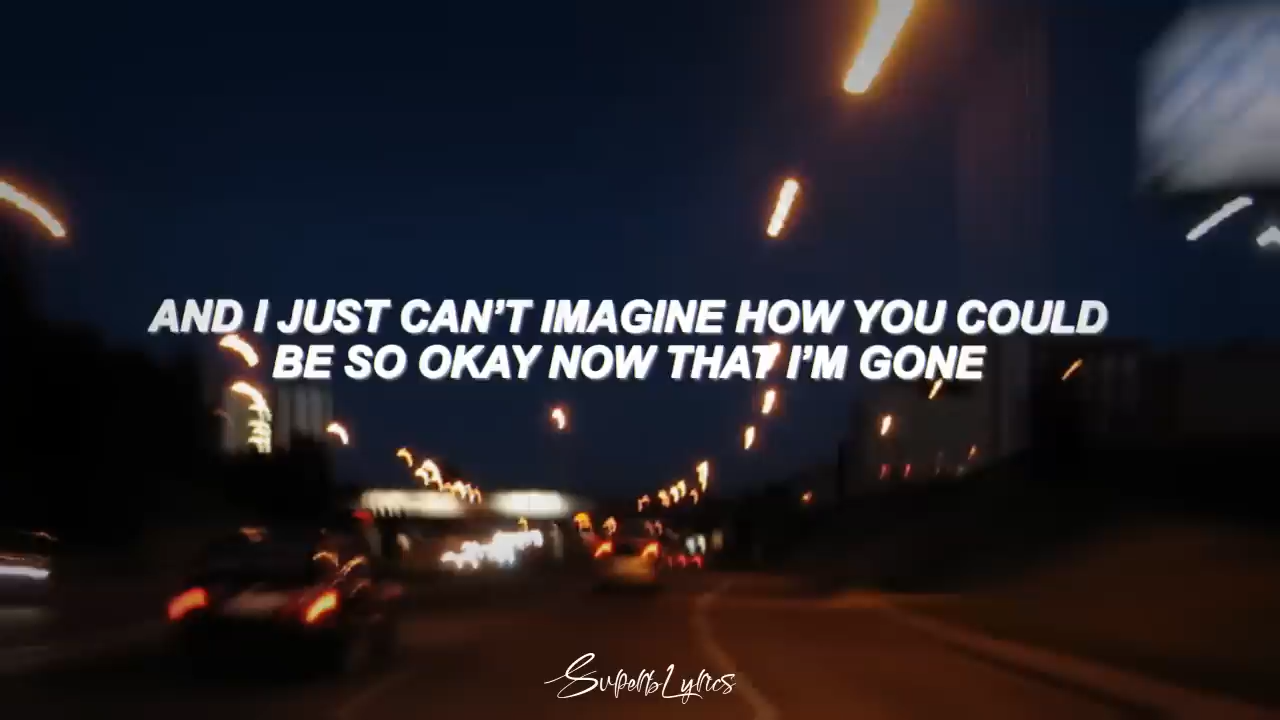 AND I JUST CAN'T IMAGINE HOW YOU COULD
BE SO OKAY NOW THAT I'M GONE
SuperbLyrics